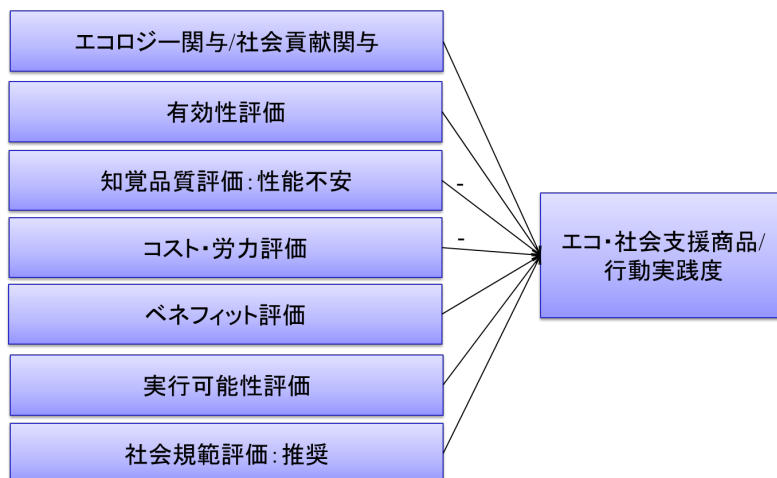 エコロジー関与/社会貢献関与
有効性評価
知覚品質評価:性能不安
-
コスト・労力評価
-
ベネフィット評価
実行可能性評価
社会規範評価:推奨
エコ・社会支援商品/
行動実践度